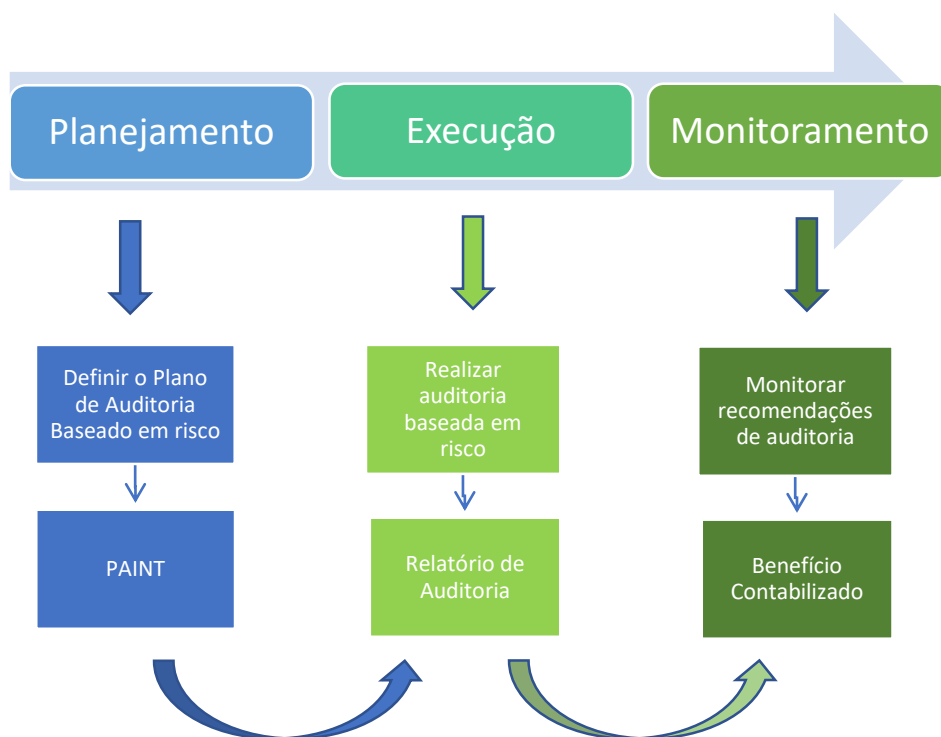 Planejamento
Execução
Monitoramento
Definir o Plano
de Auditoria
Baseado em risco
Realizar
auditoria
baseada em
risco
Monitorar
recomendações
de auditoria
PAINT
Relatório de
Auditoria
Benefício
Contabilizado